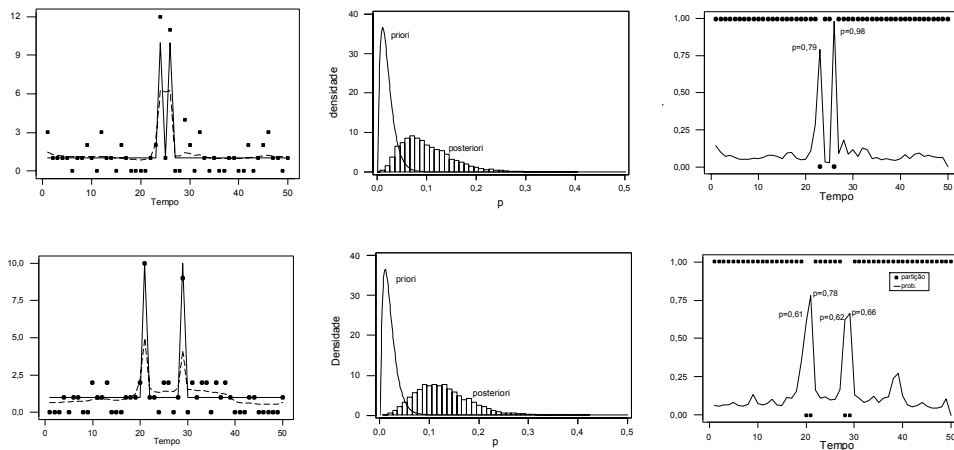 12
9
6
3
0
0 10 20 30 40 50
Tempo
densidade
40
30
20
10
0
priori
posteriori
0,0 0,1 0,2 0,3 0,4 0,5
p
1,00
0,75
0,50
0,25
0,00
p=0,98
p=0,79
0 10 20 30 40 50
Tempo
10,0
7,5
5,0
2,5
0,0
0 10 20 30 40 50
Tempo
Densidade
40
30
20
10
0
priori
posteriori
0,0 0,1 0,2 0,3 0,4 0,5
p
1,00
0,75
0,50
0,25
0,00
partição
prob.
p=0,78
p=0,61
p=0,62
p=0,66
0 10 20 30 40 50
Tempo